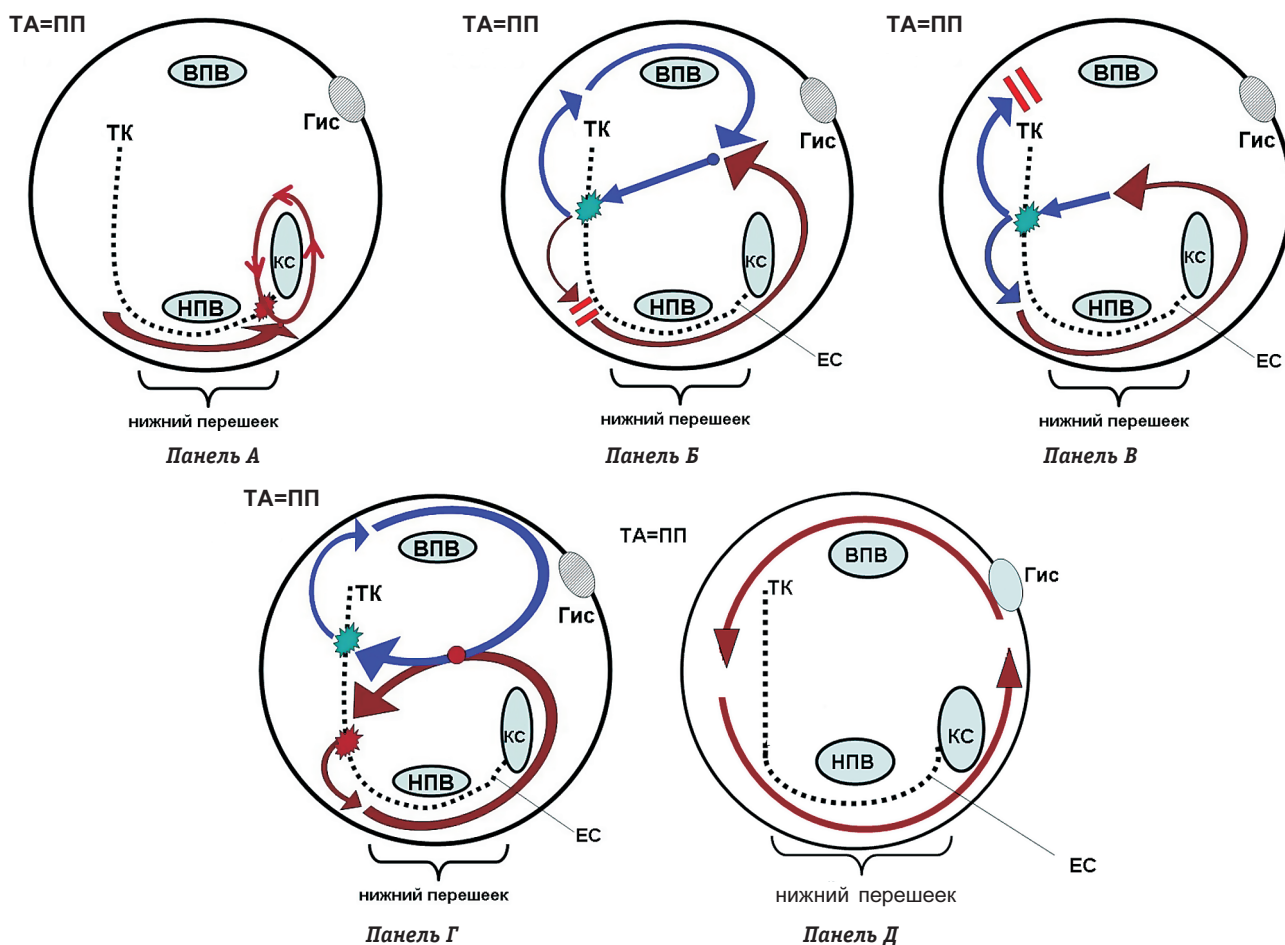 ТА=ПП
ВПВ
Гис
ТК
КС
НПВ
нижний перешеек
Панель А
ТА=ПП
ВПВ
Гис
ТК
КС
НПВ
ЕС
нижний перешеек
Панель Б
ТА=ПП
ВПВ
Гис
ТК
КС
НПВ
ЕС
нижний перешеек
Панель В
ТА=ПП
ВПВ
ТК
Гис
КС
НПВ
ЕС
нижний перешеек
Панель Г
ТА=ПП
ВПВ
Гис
ТК
КС
НПВ
ЕС
нижний перешеек
Панель Д